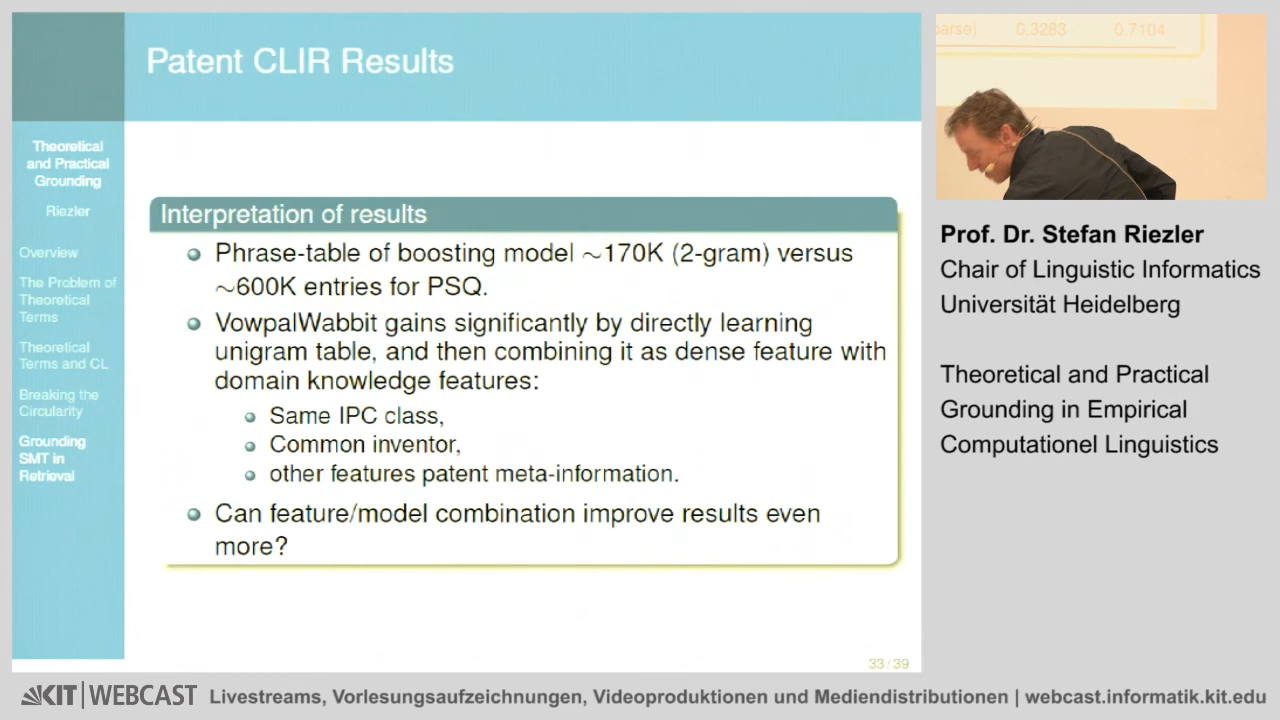 Patent CLIR Results
Theoretical
and Practical
Grounding
Riezler
Overview
The Problem of
Theoretical
Terms
Theoretical
Terms and CL
Breaking the
Circularity
Grounding
SMT in
Retrieval
Interpretation of results
Phrase-table of boosting model ∼170K (2-gram) versus
∼600K entries for PSQ.
VowpalWabbit gains significantly by directly learning
unigram table, and then combining it as dense feature with
domain knowledge features:
Same IPC class,
Common inventor,
other features patent meta-information.
Can feature/model combination improve results even
more?
33 / 39
arse) 0.3283 0.7104
Prof. Dr. Stefan Riezler
Chair of Linguistic Informatics
Universität Heidelberg
Theoretical and Practical
Grounding in Empirical
Computationel Linguistics
KIT | WEBCAST Livestreams, Vorlesungsaufzeichnungen, Videoproduktionen und Mediendistributionen | webcast.informatik.kit.edu